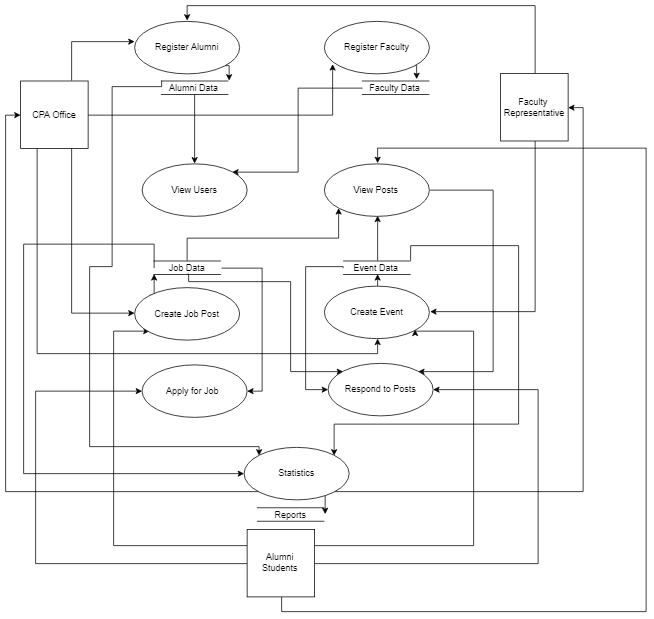 Register Alumni
Register Faculty
Alumni Data
Faculty Data
CPA Office
Faculty
Representative
View Users
View Posts
Job Data
Event Data
Create Job Post
Create Event
Apply for Job
Respond to Posts
Statistics
Reports
Alumni
Students